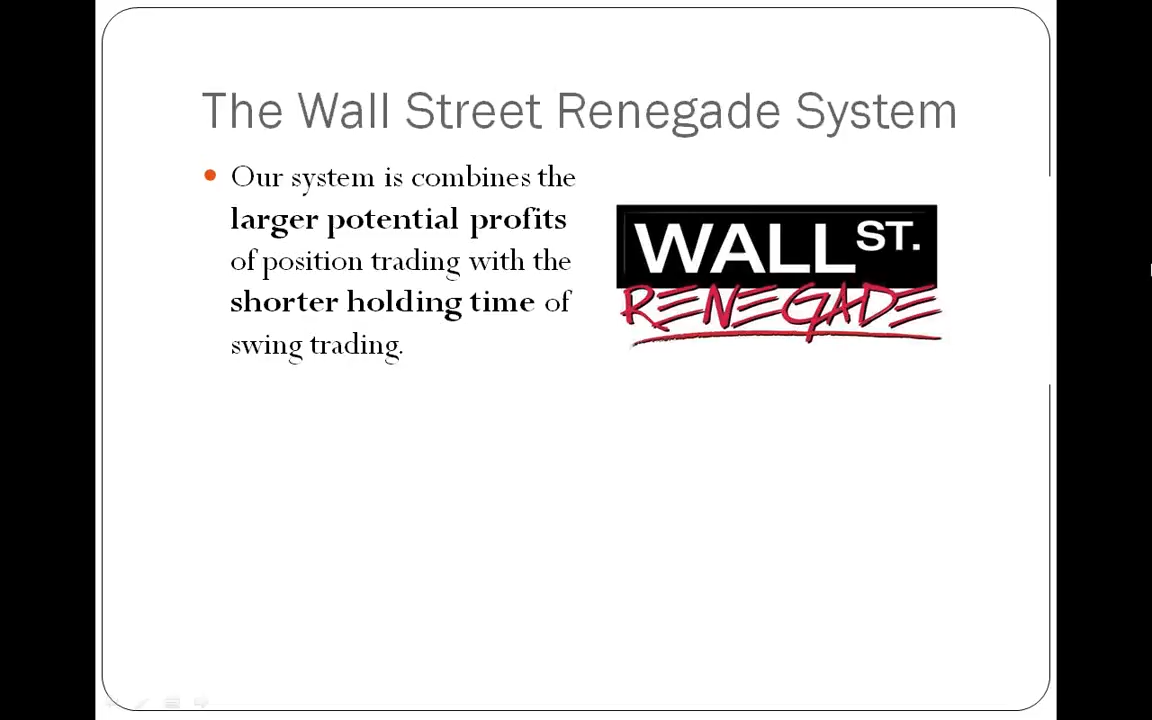 The Wall Street Renegade System
Our system is combines the
larger potential profits
of position trading with the
shorter holding time of
swing trading.
WALL ST.
RENEGADE